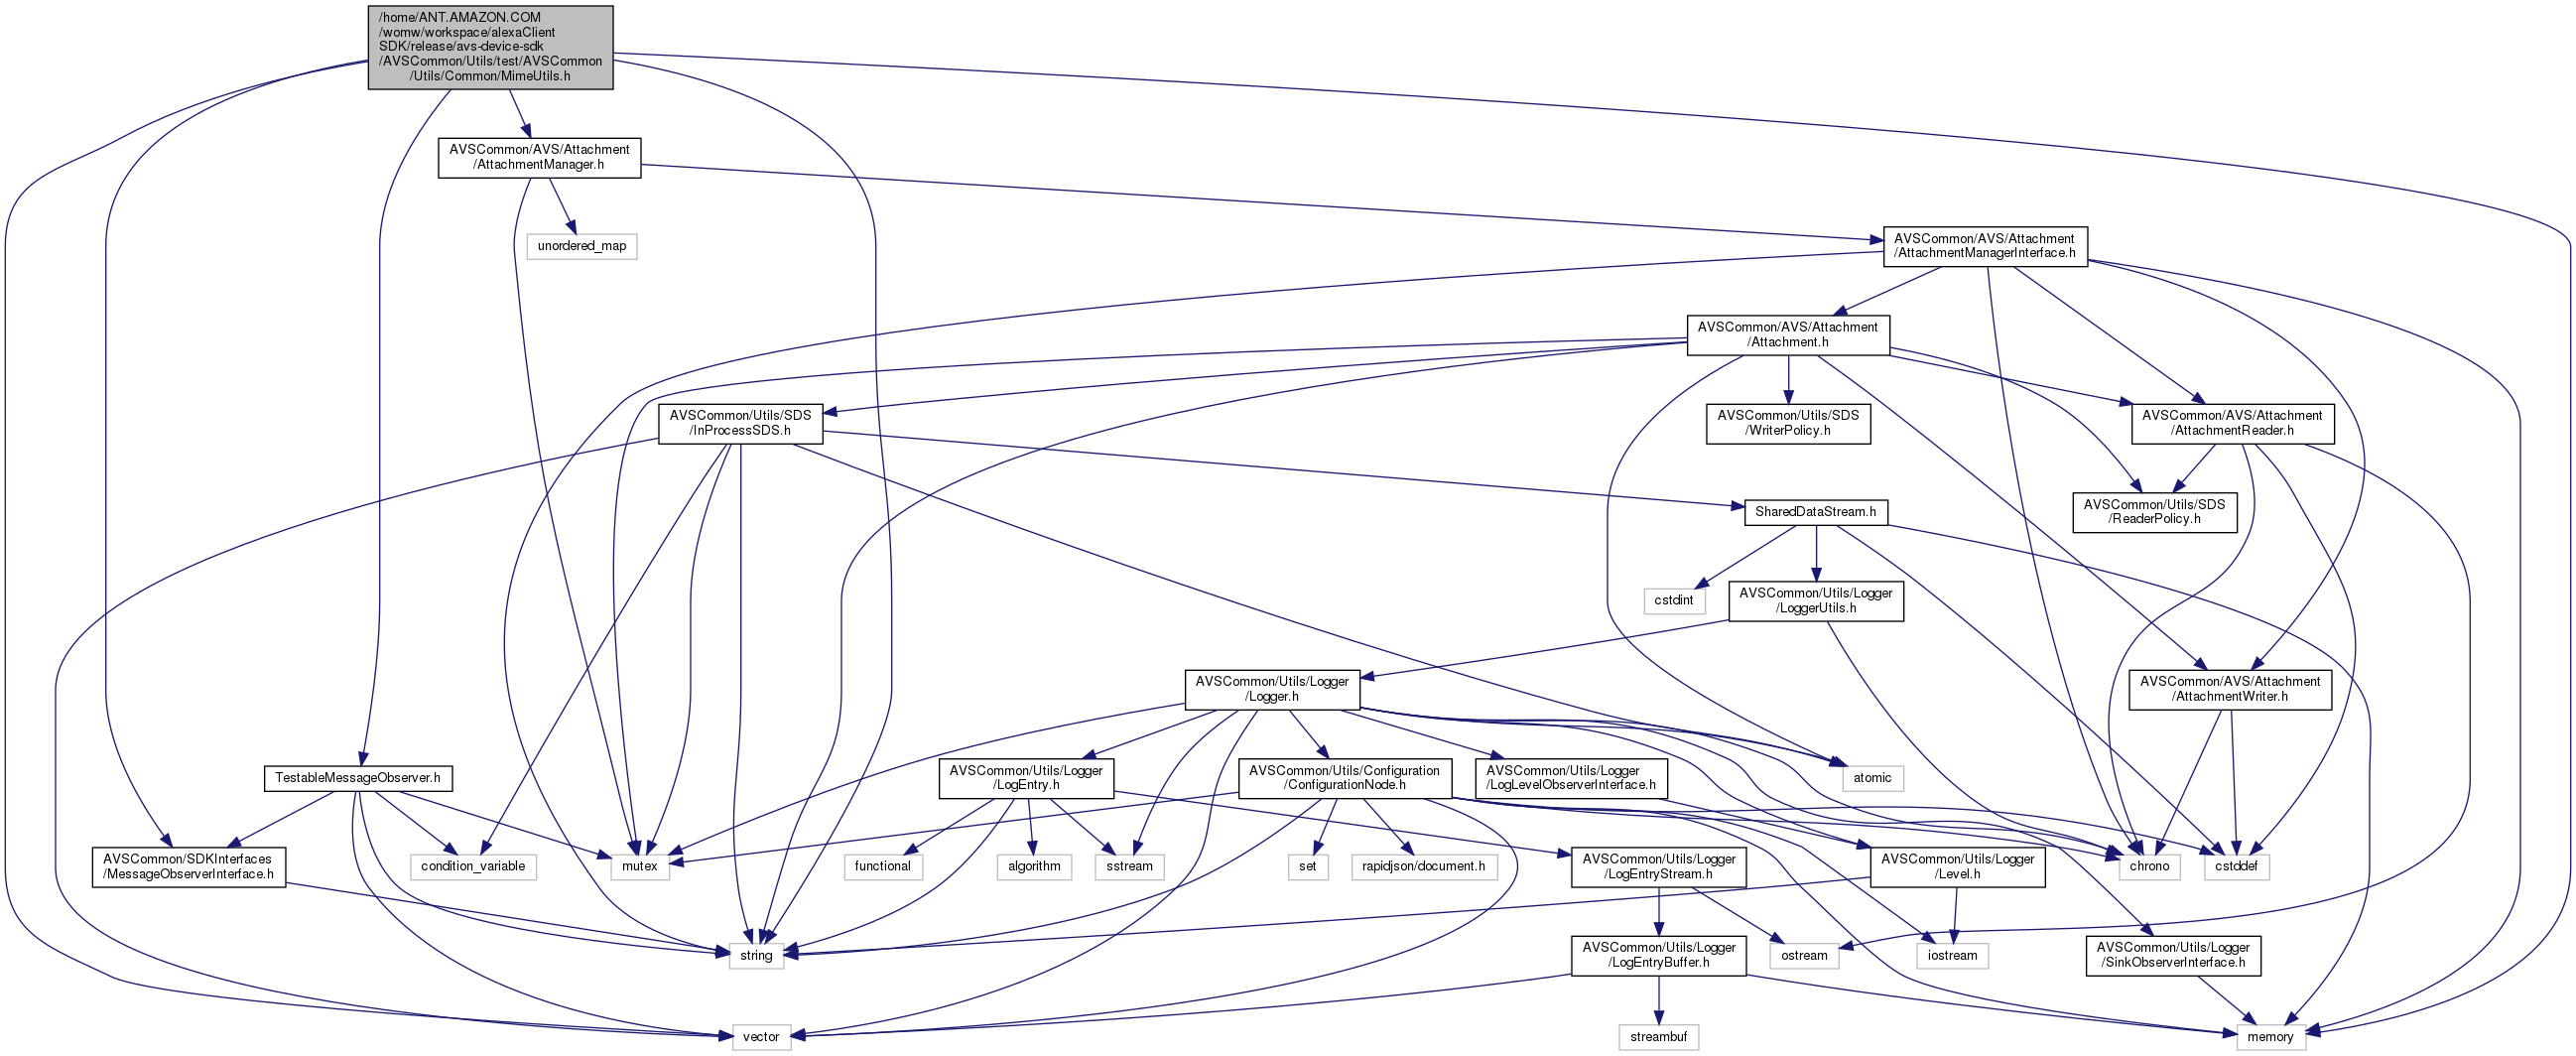 /home/ANT.AMAZON.COM
/womw/workspace/alexaClient
SDK/release/avs-device-sdk
/AVSCommon/Utils/test/AVSCommon
/Utils/Common/MimeUtils.h
AVSCommon/AVS/Attachment
/AttachmentManager.h
unordered_map
AVSCommon/AVS/Attachment
/AttachmentManagerInterface.h
AVSCommon/AVS/Attachment
/Attachment.h
AVSCommon/Utils/SDS
/InProcessSDS.h
AVSCommon/Utils/SDS
/WriterPolicy.h
AVSCommon/AVS/Attachment
/AttachmentReader.h
SharedDataStream.h
AVSCommon/Utils/SDS
/ReaderPolicy.h
cstdint
AVSCommon/Utils/Logger
/LoggerUtils.h
AVSCommon/Utils/Logger
/Logger.h
AVSCommon/AVS/Attachment
/AttachmentWriter.h
TestableMessageObserver.h
AVSCommon/Utils/Logger
/LogEntry.h
AVSCommon/Utils/Configuration
/ConfigurationNode.h
AVSCommon/Utils/Logger
/LogLevelObserverInterface.h
atomic
AVSCommon/SDKInterfaces
/MessageObserverInterface.h
condition_variable
mutex
functional
algorithm
sstream
set
rapidjson/document.h
AVSCommon/Utils/Logger
/LogEntryStream.h
AVSCommon/Utils/Logger
/Level.h
chrono
cstddef
string
AVSCommon/Utils/Logger
/LogEntryBuffer.h
ostream
iostream
AVSCommon/Utils/Logger
/SinkObserverInterface.h
vector
streambuf
memory